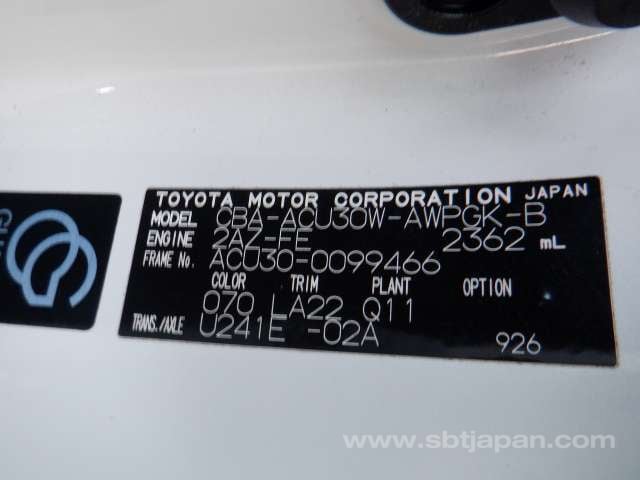 TOYOTA MOTOR CORPORATION JAPAN
MODEL CBA-ACU30W-AWPGK-B
ENGINE 2AZ-FE 2362 mL
FRAME No. ACU30-0099466
COLOR TRIM PLANT OPTION
070 LA22 Q11
TRANS./AXLE U241E -02A
926
www.sbtjapan.com